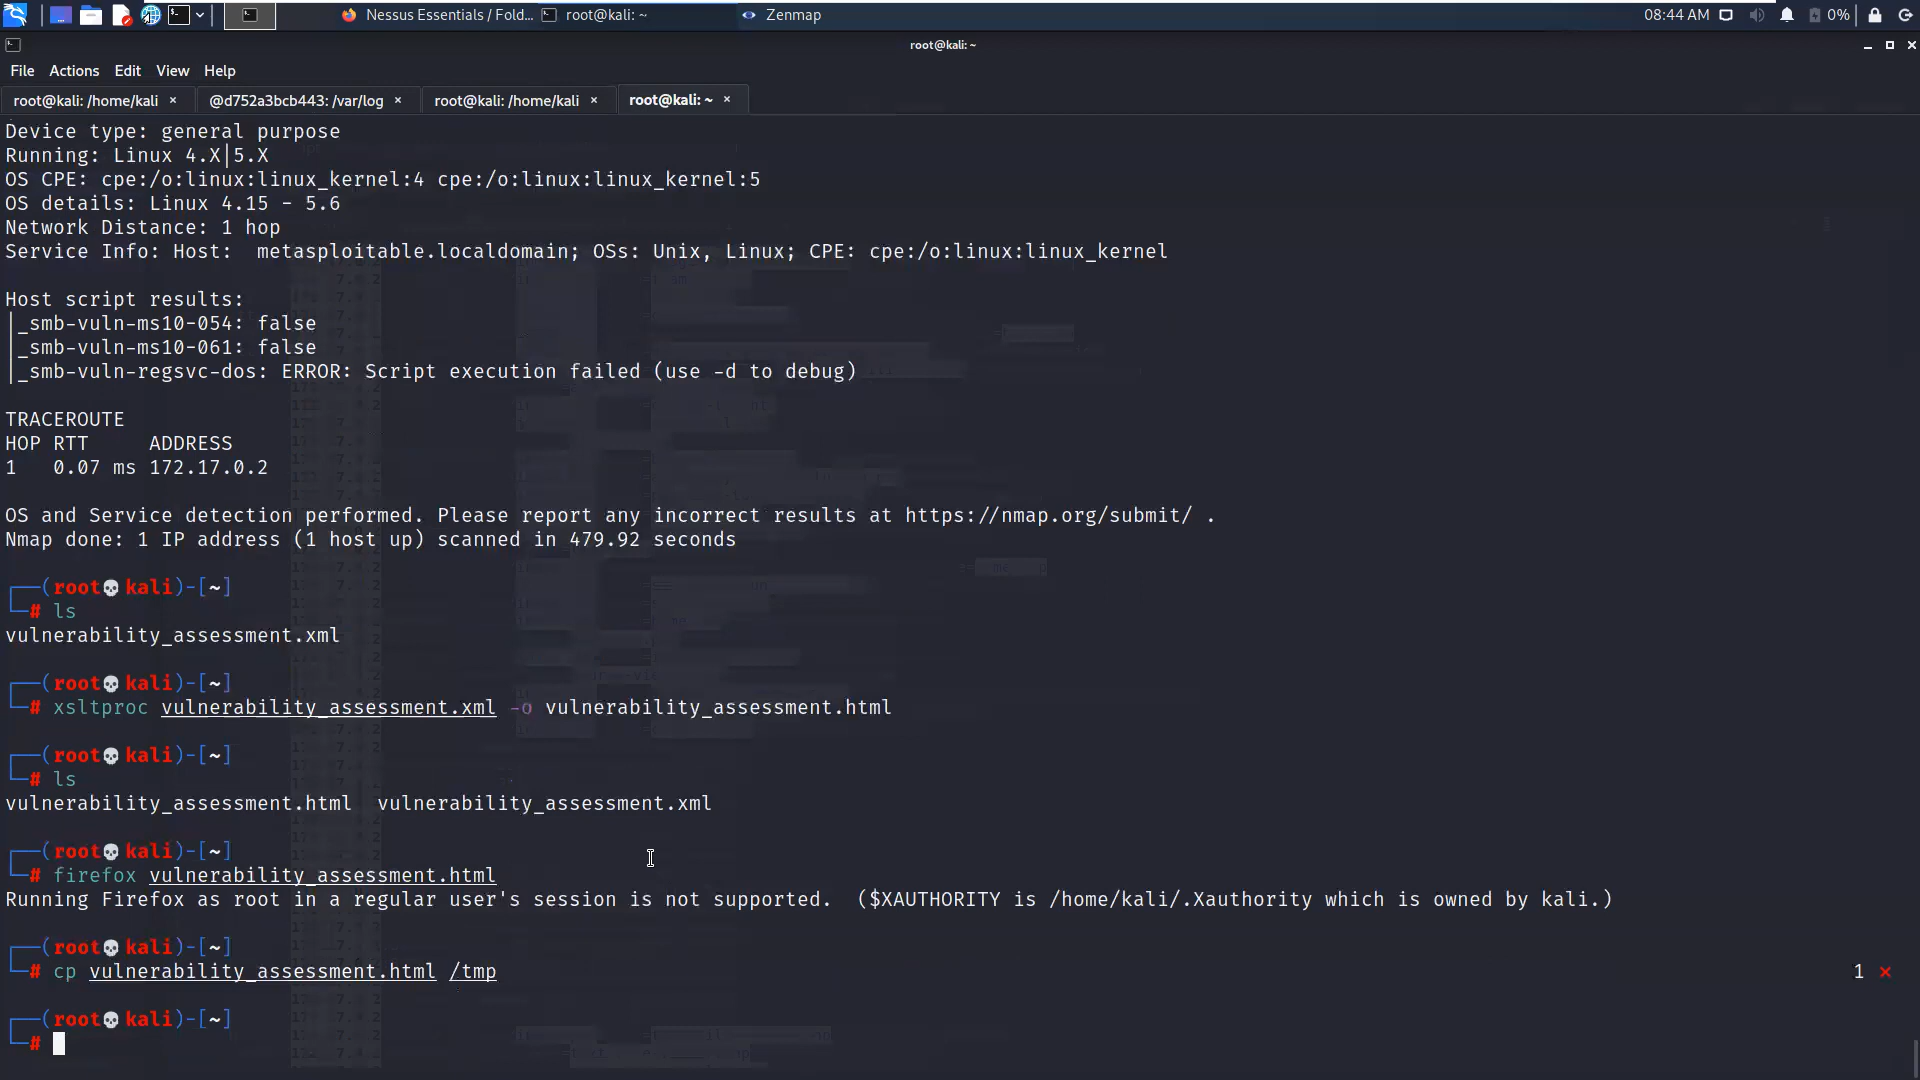 Nessus Essentials / Fold...
root@kali: ~
Zenmap
08:44 AM
0%
root@kali: ~
File Actions Edit View Help
root@kali: /home/kali ×
@d752a3bcb443: /var/log ×
root@kali: /home/kali ×
root@kali: ~ ×
Device type: general purpose
Running: Linux 4.X|5.X
OS CPE: cpe:/o:linux:linux_kernel:4 cpe:/o:linux:linux_kernel:5
OS details: Linux 4.15 - 5.6
Network Distance: 1 hop
Service Info: Host:  metasploitable.localdomain; OSs: Unix, Linux; CPE: cpe:/o:linux:linux_kernel
Host script results:
|_smb-vuln-ms10-054: false
|_smb-vuln-ms10-061: false
|_smb-vuln-regsvc-dos: ERROR: Script execution failed (use -d to debug)
TRACEROUTE
HOP RTT     ADDRESS
1   0.07 ms 172.17.0.2
OS and Service detection performed. Please report any incorrect results at https://nmap.org/submit/ .
Nmap done: 1 IP address (1 host up) scanned in 479.92 seconds
┌──(root💀kali)-[~]
└─# ls
vulnerability_assessment.xml
┌──(root💀kali)-[~]
└─# xsltproc vulnerability_assessment.xml -o vulnerability_assessment.html
┌──(root💀kali)-[~]
└─# ls
vulnerability_assessment.html  vulnerability_assessment.xml
┌──(root💀kali)-[~]
└─# firefox vulnerability_assessment.html
Running Firefox as root in a regular user's session is not supported.  ($XAUTHORITY is /home/kali/.Xauthority which is owned by kali.)
┌──(root💀kali)-[~]
└─# cp vulnerability_assessment.html /tmp 1 ×
┌──(root💀kali)-[~]
└─#